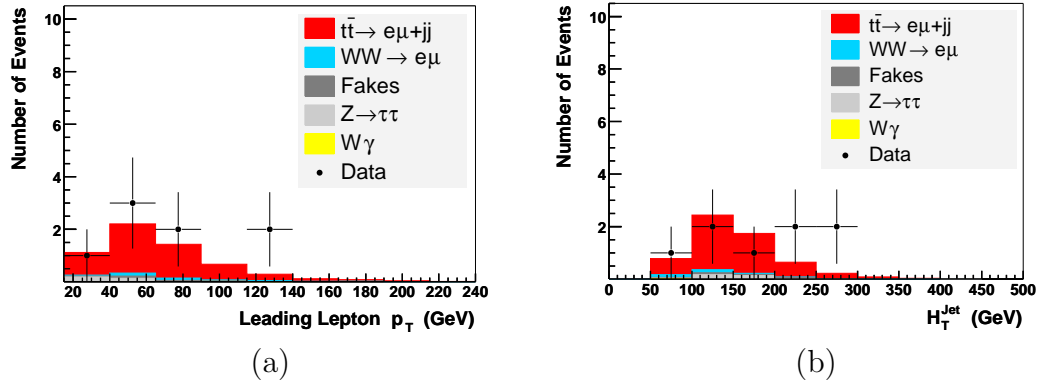 Number of Events
10
8
6
4
2
20 40 60 80 100 120 140 160 180 200 220 240
Leading Lepton p_T (GeV)
tt̄→ eμ+jj
WW → eμ
Fakes
Z→ττ
Wγ
Data
(a)
Number of Events
10
8
6
4
2
0
0 50 100 150 200 250 300 350 400 450 500
H_T^Jet (GeV)
tt̄→ eμ+jj
WW → eμ
Fakes
Z→ττ
Wγ
Data
(b)